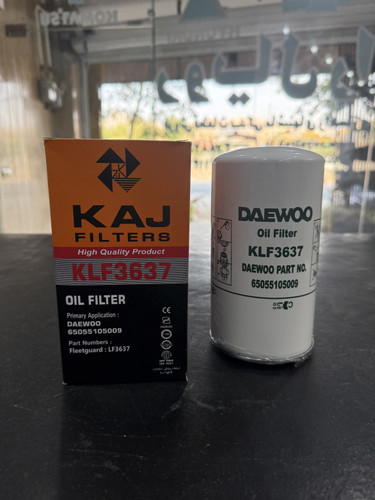 KOMATSU
KAJ
FILTERS
High Quality Product
KLF3637
OIL FILTER
Primary Application :
DAEWOO
65055105009
Part Numbers :
Fleetguard : LF3637
DAEWOO
Oil Filter
KLF3637
DAEWOO PART NO.
65055105009